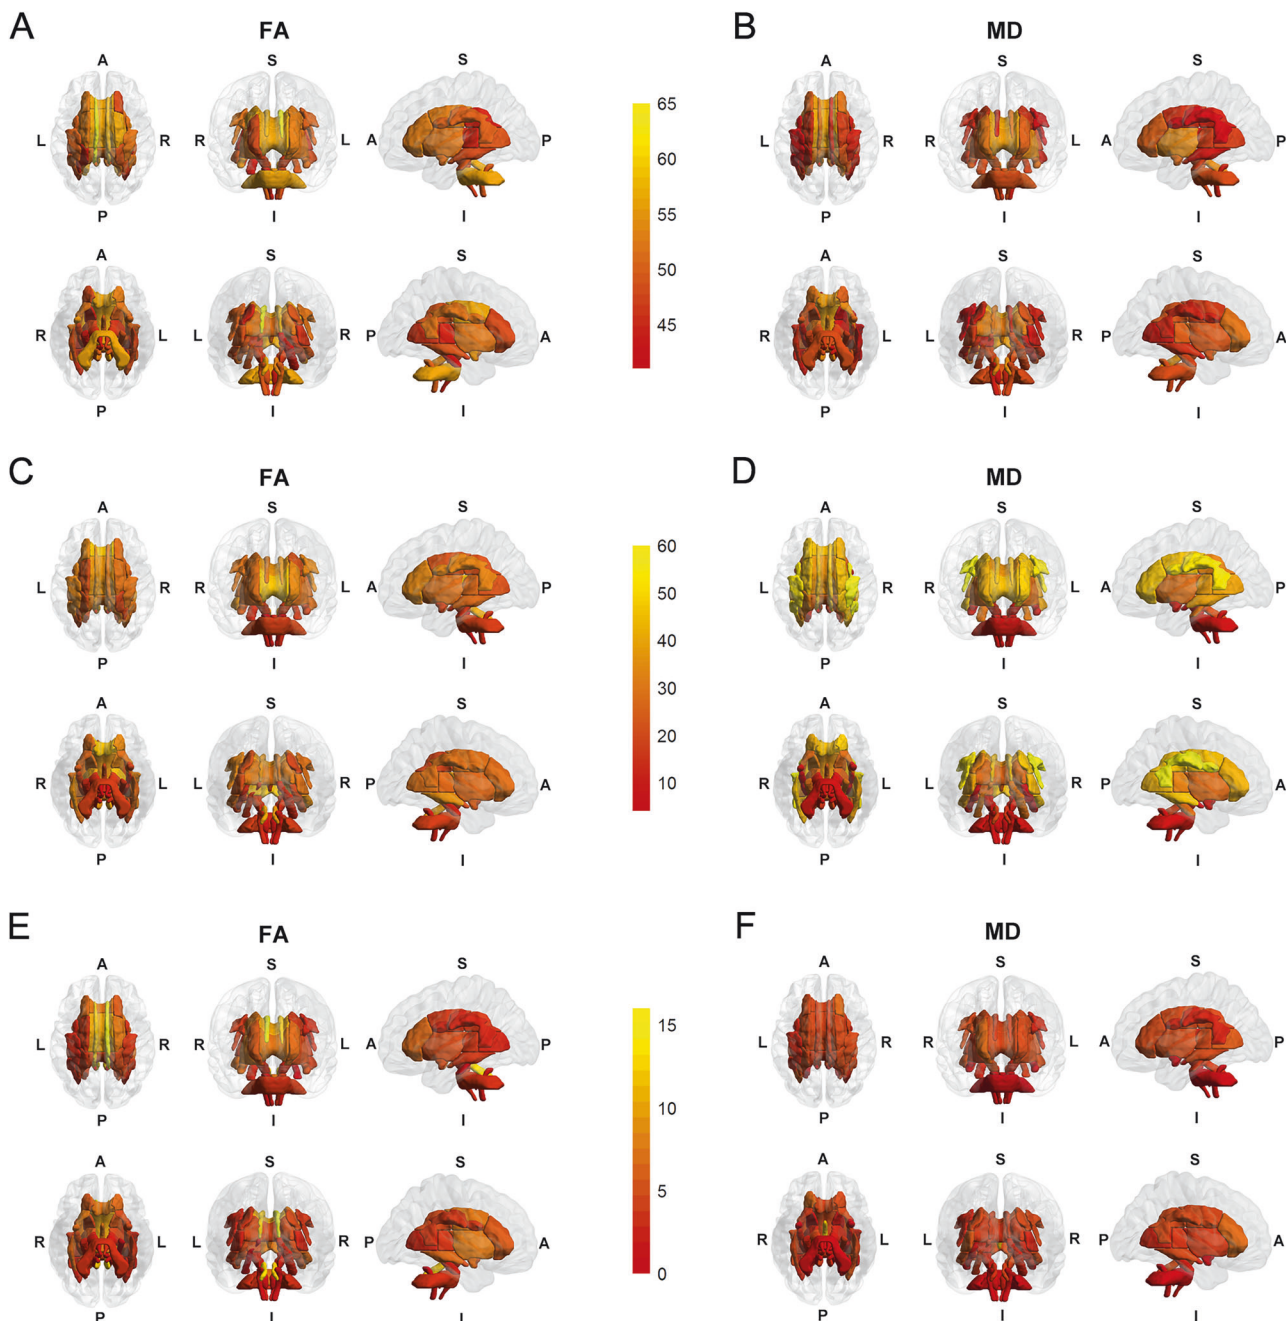 A FA B MD
A S S A S S
L R R L A P L R R L A P
P I I P I I
65
60
55
50
45
A S S A S S
R L L R P A R L L R P A
P I I P I I
C FA D MD
A S S A S S
L R R L A P L R R L A P
P I I P I I
60
50
40
30
20
10
A S S A S S
R L L R P A R L L R P A
P I I P I I
E FA F MD
A S S A S S
L R R L A P L R R L A P
P I I P I I
15
10
5
0
A S S A S S
R L L R P A R L L R P A
P I I P I I